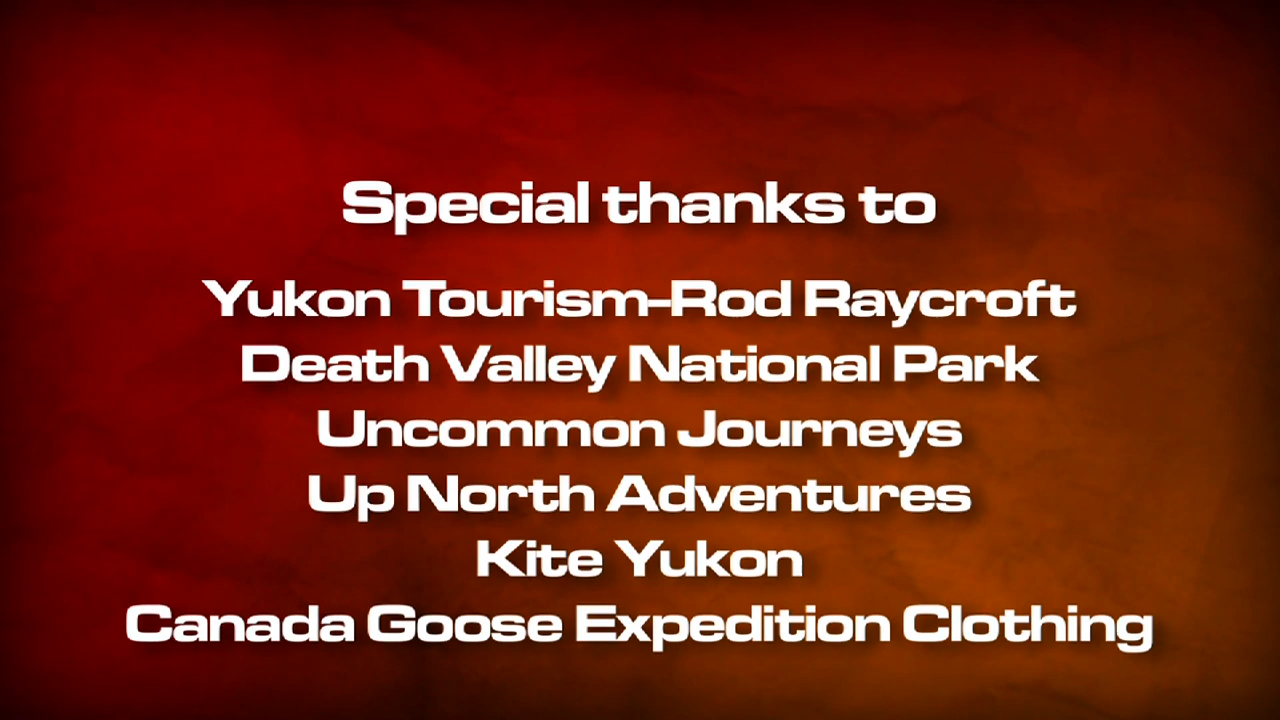 Special thanks to
Yukon Tourism-Rod Raycroft
Death Valley National Park
Uncommon Journeys
Up North Adventures
Kite Yukon
Canada Goose Expedition Clothing